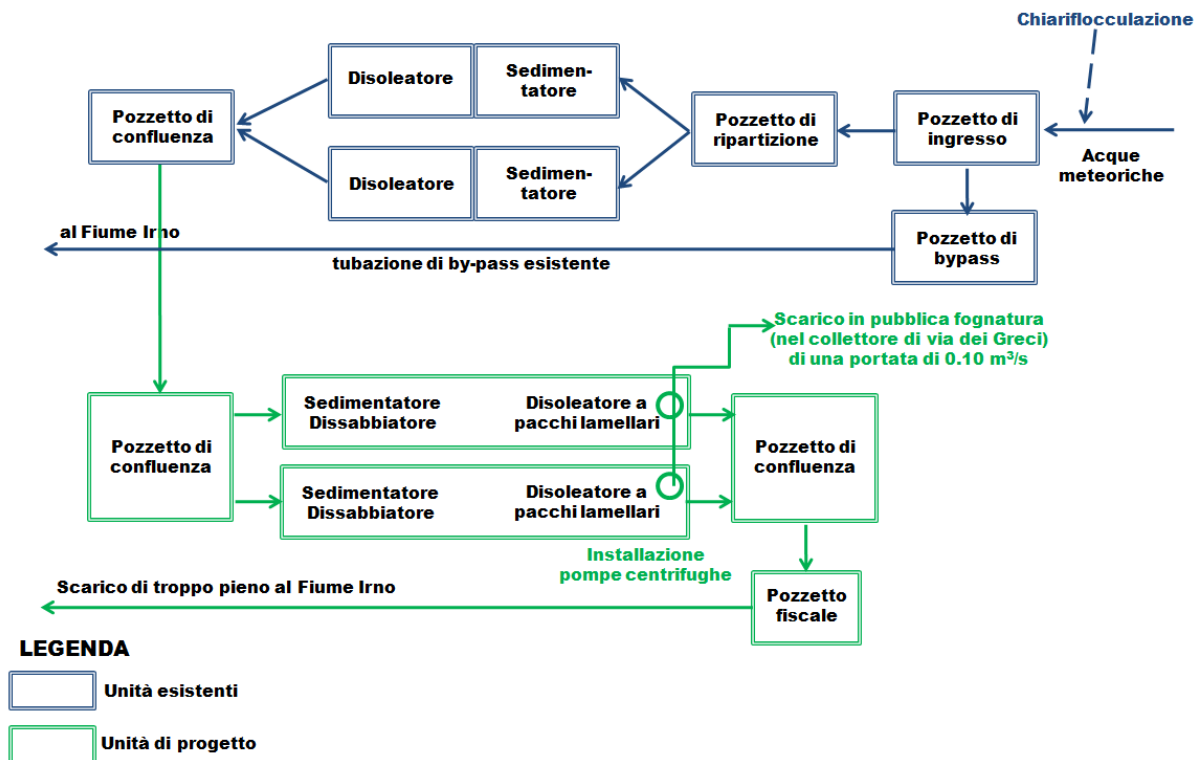 Chiariflocculazione
Disoleatore
Sedimen-
tatore
Pozzetto di
confluenza
Pozzetto di
ripartizione
Pozzetto di
ingresso
Acque
meteoriche
Disoleatore
Sedimen-
tatore
al Fiume Irno
tubazione di by-pass esistente
Pozzetto di
bypass
Scarico in pubblica fognatura
(nel collettore di via dei Greci)
di una portata di 0.10 m³/s
Pozzetto di
confluenza
Sedimentatore
Dissabbiatore
Disoleatore a
pacchi lamellari
Sedimentatore
Dissabbiatore
Disoleatore a
pacchi lamellari
Pozzetto di
confluenza
Installazione
pompe centrifughe
Scarico di troppo pieno al Fiume Irno
Pozzetto
fiscale
LEGENDA
Unità esistenti
Unità di progetto